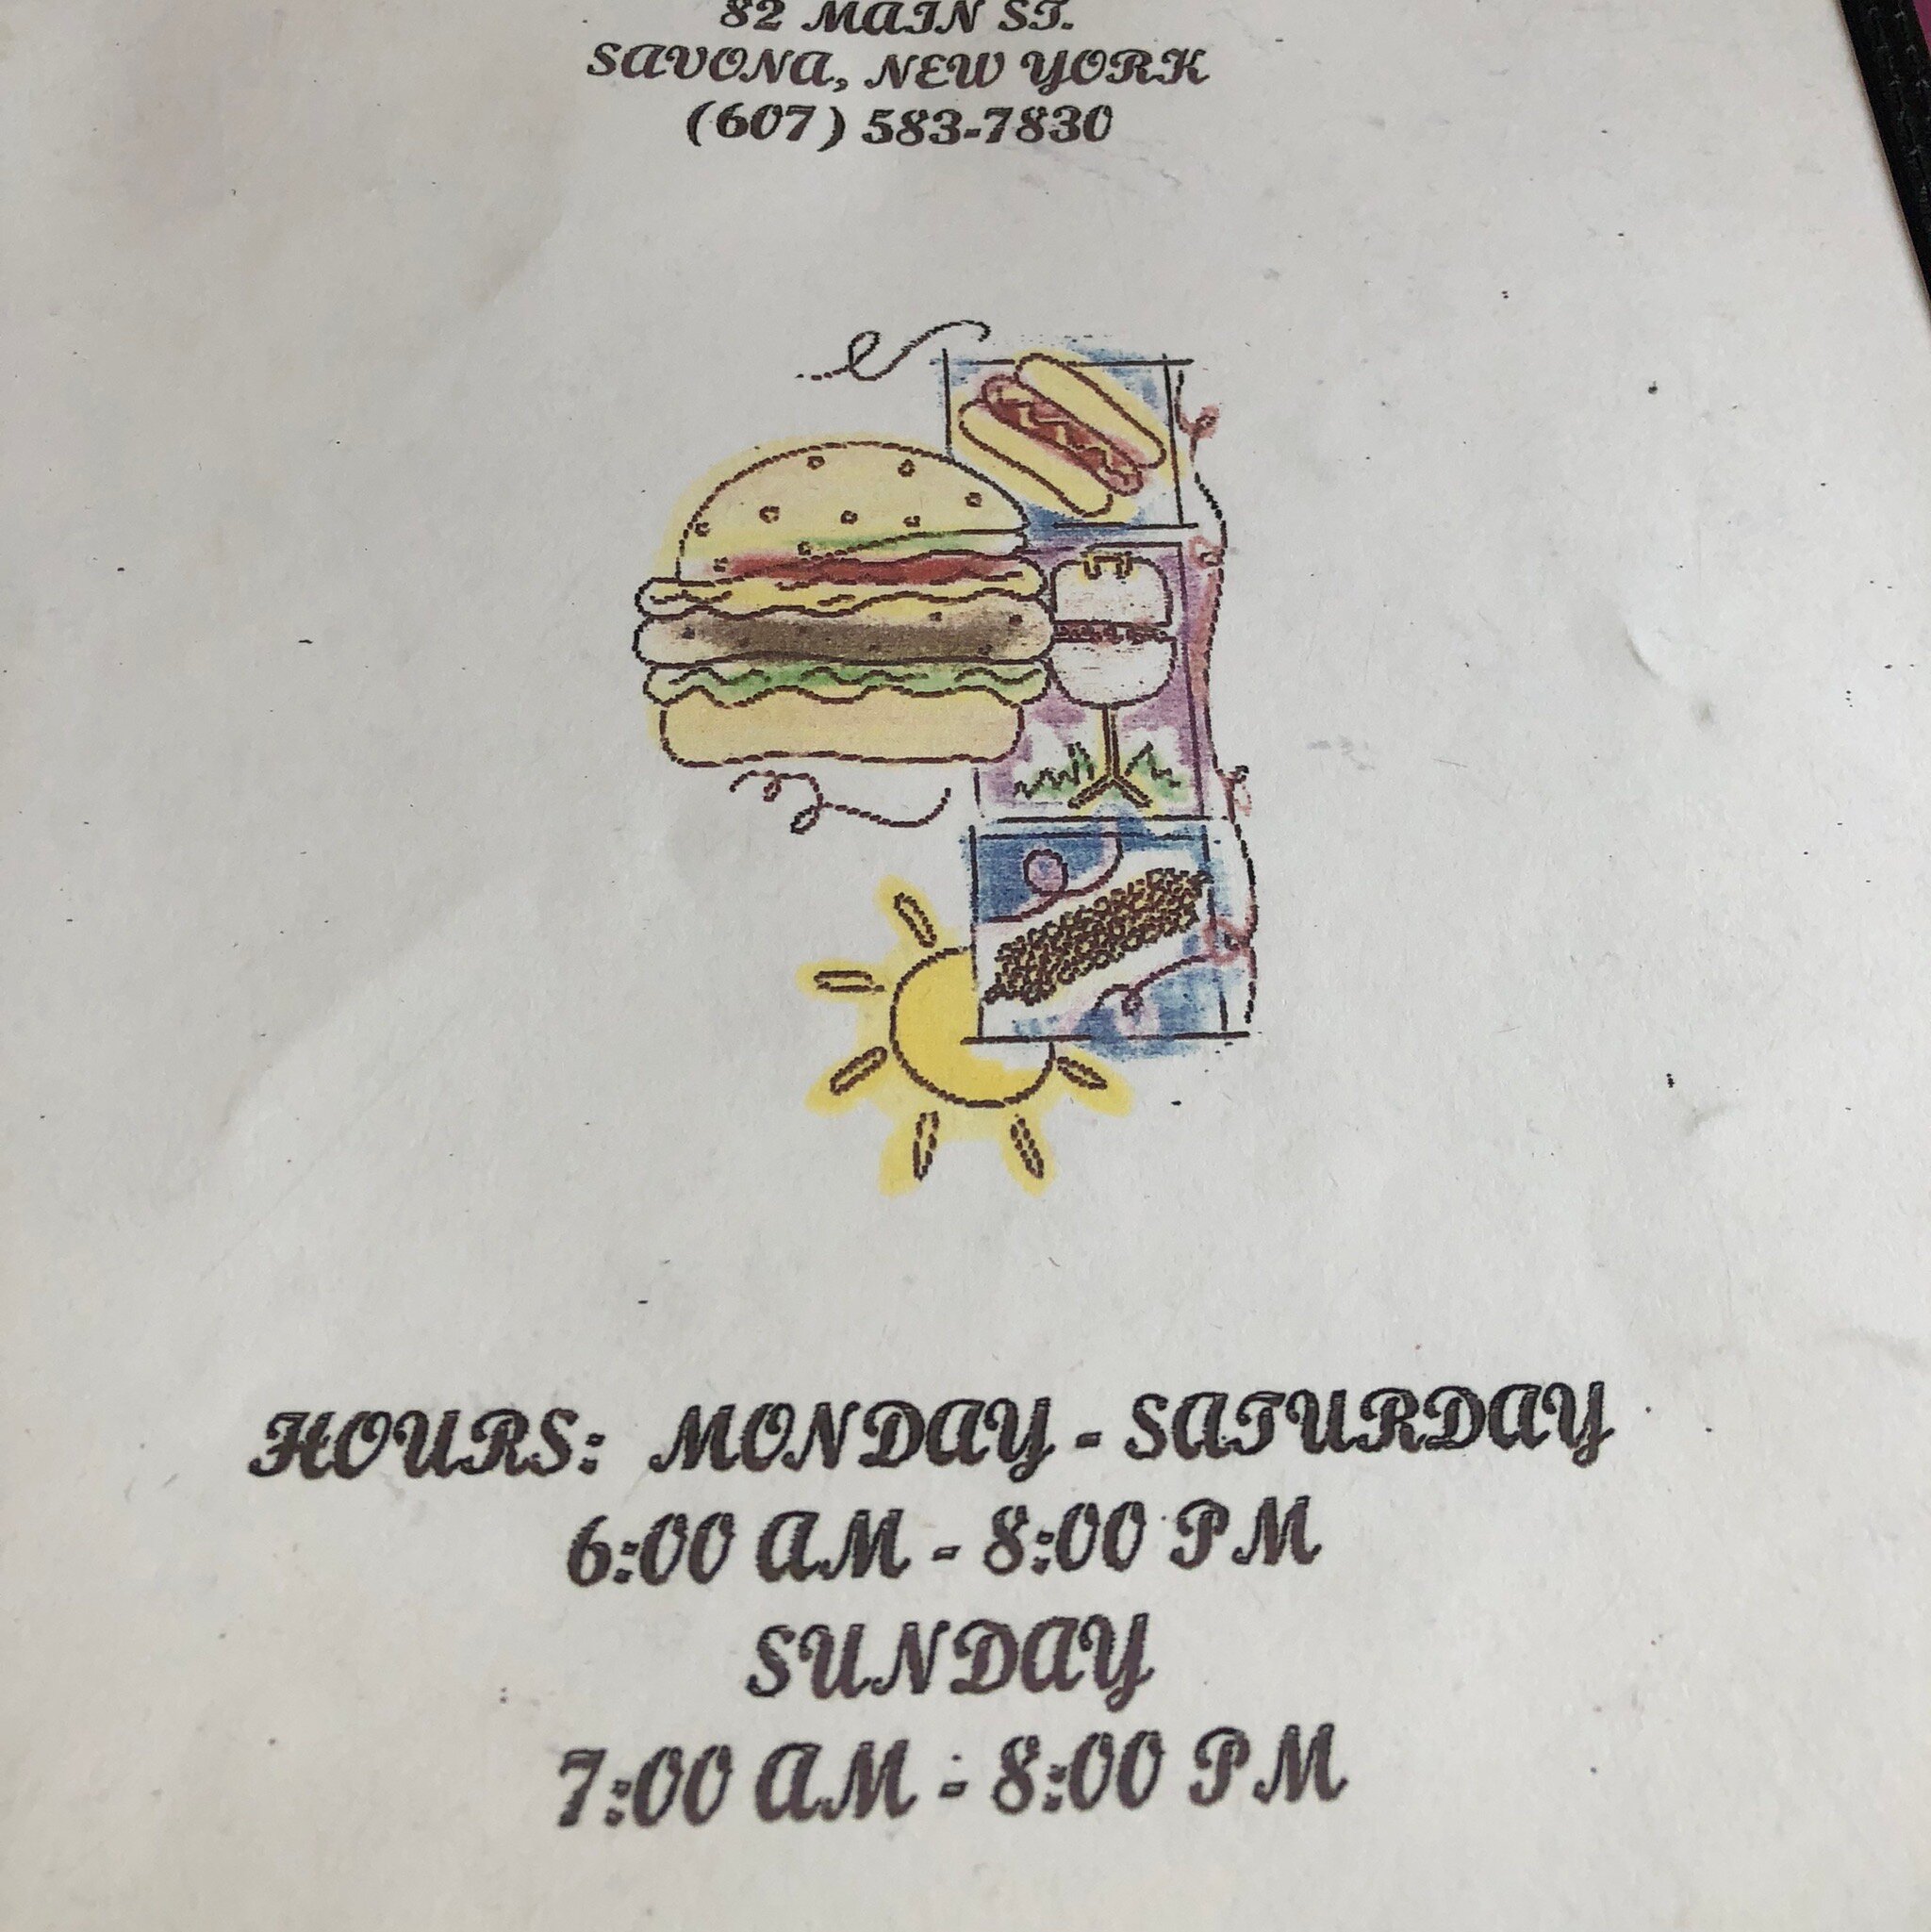 82 MAIN ST.
SAVONA, NEW YORK
(607) 583-7830
HOURS: MONDAY - SATURDAY
6:00 AM - 8:00 PM
SUNDAY
7:00 AM - 8:00 PM